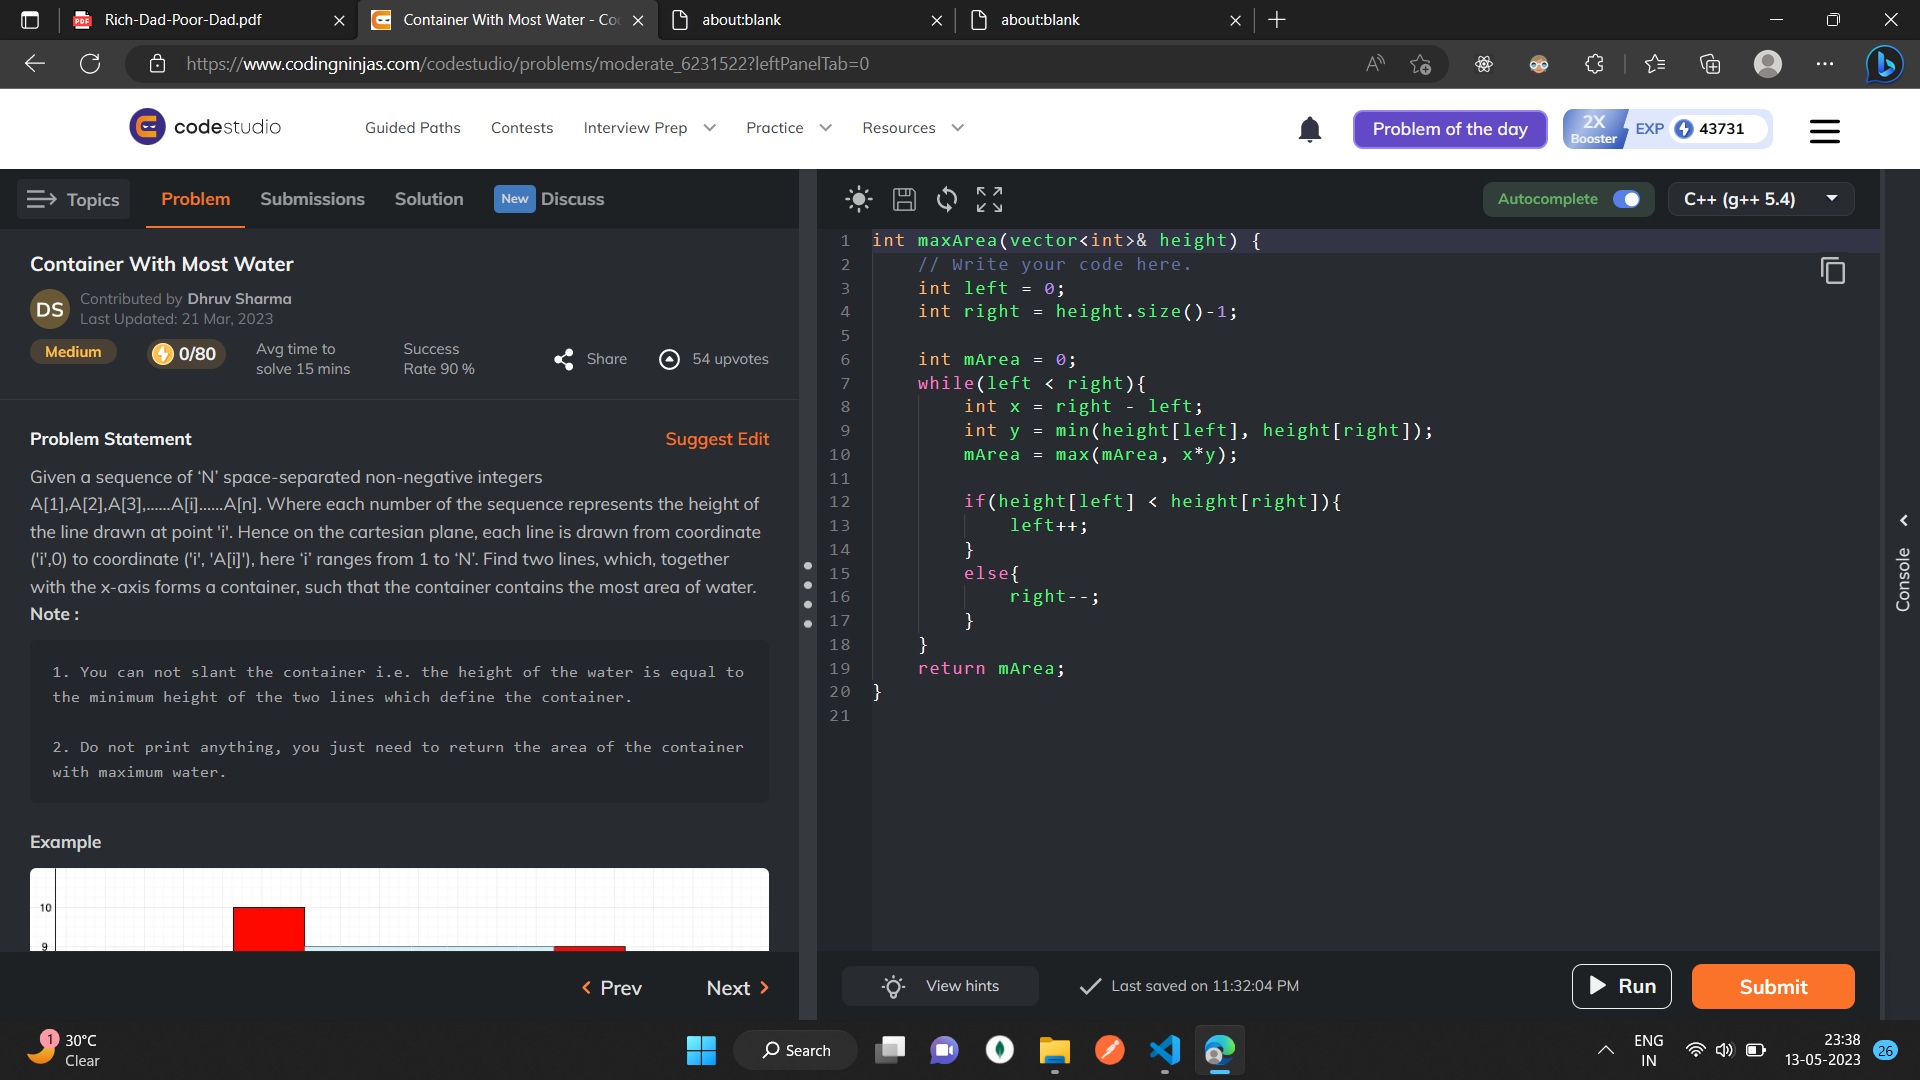 Rich-Dad-Poor-Dad.pdf
Container With Most Water - Co
about:blank
about:blank
https://www.codingninjas.com/codestudio/problems/moderate_6231522?leftPanelTab=0
codestudio
Guided Paths
Contests
Interview Prep
Practice
Resources
Problem of the day
2X
Booster
EXP
43731
Topics
Problem
Submissions
Solution
New
Discuss
Autocomplete
C++ (g++ 5.4)
Container With Most Water
DS
Contributed by Dhruv Sharma
Last Updated: 21 Mar, 2023
Medium
0/80
Avg time to
solve 15 mins
Success
Rate 90 %
Share
54 upvotes
Problem Statement
Suggest Edit
Given a sequence of ‘N’ space-separated non-negative integers
A[1],A[2],A[3],......A[i]......A[n]. Where each number of the sequence represents the height of
the line drawn at point 'i'. Hence on the cartesian plane, each line is drawn from coordinate
('i',0) to coordinate ('i', 'A[i]'), here ‘i’ ranges from 1 to ‘N’. Find two lines, which, together
with the x-axis forms a container, such that the container contains the most area of water.
Note :
1. You can not slant the container i.e. the height of the water is equal to
the minimum height of the two lines which define the container.
2. Do not print anything, you just need to return the area of the container
with maximum water.
Example
10
9
Prev
Next
1 int maxArea(vector<int>& height) {
2 // Write your code here.
3 int left = 0;
4 int right = height.size()-1;
5
6 int mArea = 0;
7 while(left < right){
8 int x = right - left;
9 int y = min(height[left], height[right]);
10 mArea = max(mArea, x*y);
11
12 if(height[left] < height[right]){
13 left++;
14 }
15 else{
16 right--;
17 }
18 }
19 return mArea;
20 }
21
Console
View hints
Last saved on 11:32:04 PM
Run
Submit
1
30°C
Clear
Search
ENG
IN
23:38
13-05-2023
26